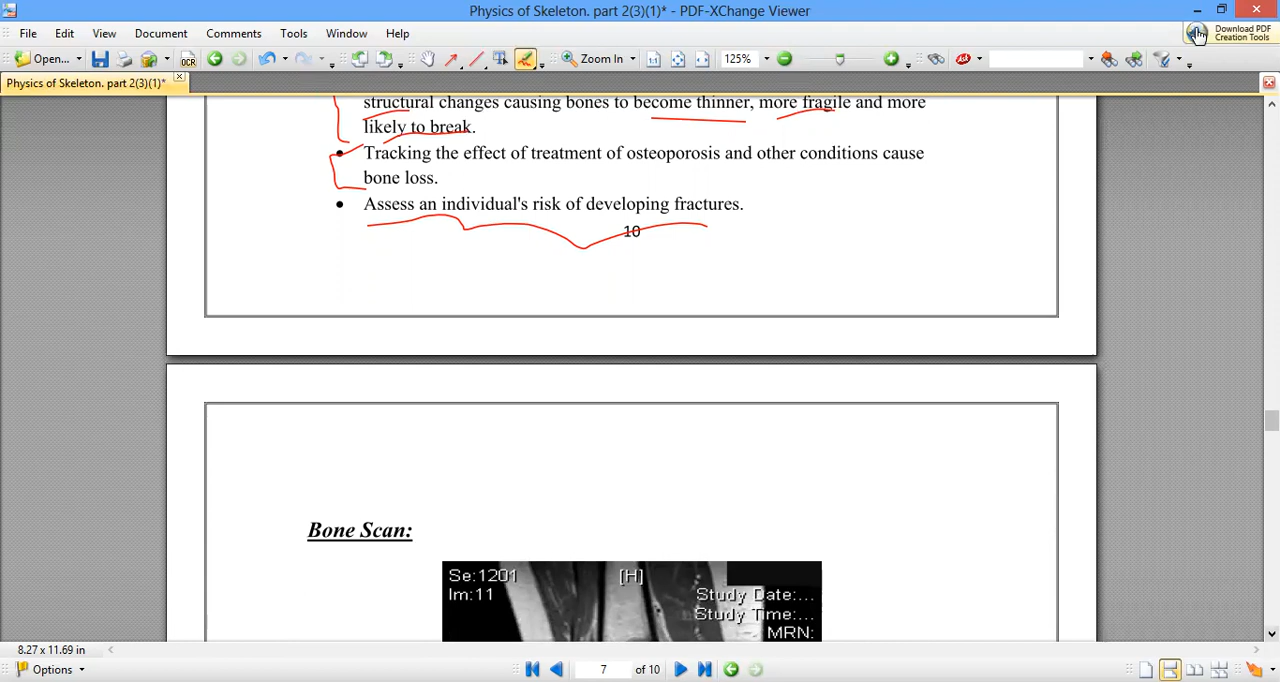 Physics of Skeleton. part 2(3)(1)* - PDF-XChange Viewer
File Edit View Document Comments Tools Window Help
Download PDF
Creation Tools
Open... OCR Zoom In 125%
Physics of Skeleton. part 2(3)(1)*
structural changes causing bones to become thinner, more fragile and more
likely to break.
• Tracking the effect of treatment of osteoporosis and other conditions cause
bone loss.
• Assess an individual's risk of developing fractures.
10
Bone Scan:
Se:1201 [H]
Im:11 Study Date:...
Study Time:...
MRN:
8.27 x 11.69 in
Options 7 of 10